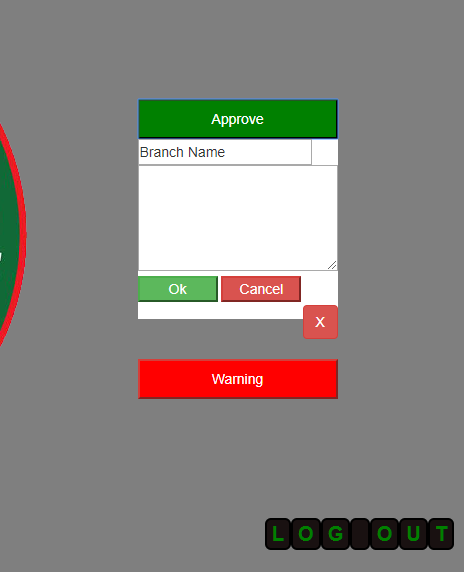 Approve
Branch Name
Ok Cancel
X
Warning
LOG OUT